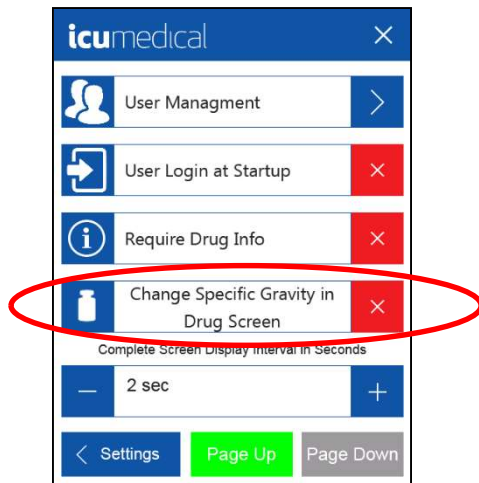 icumedical
User Managment
User Login at Startup
Require Drug Info
Change Specific Gravity in
Drug Screen
Complete Screen Display Interval in Seconds
2 sec
Settings Page Up Page Down